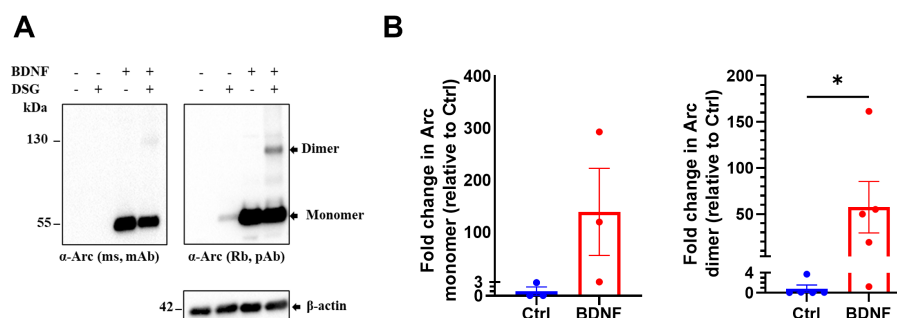 A
BDNF - - + +
DSG - + - +
kDa
130
55
α-Arc (ms, mAb)
- - + +
- + - +
Dimer
Monomer
α-Arc (Rb, pAb)
42
β-actin
B
Fold change in Arc
monomer (relative to Ctrl)
400
300
200
100
3
0
Ctrl BDNF
Fold change in Arc
dimer (relative to Ctrl)
200
150
100
50
4
0
*
Ctrl BDNF